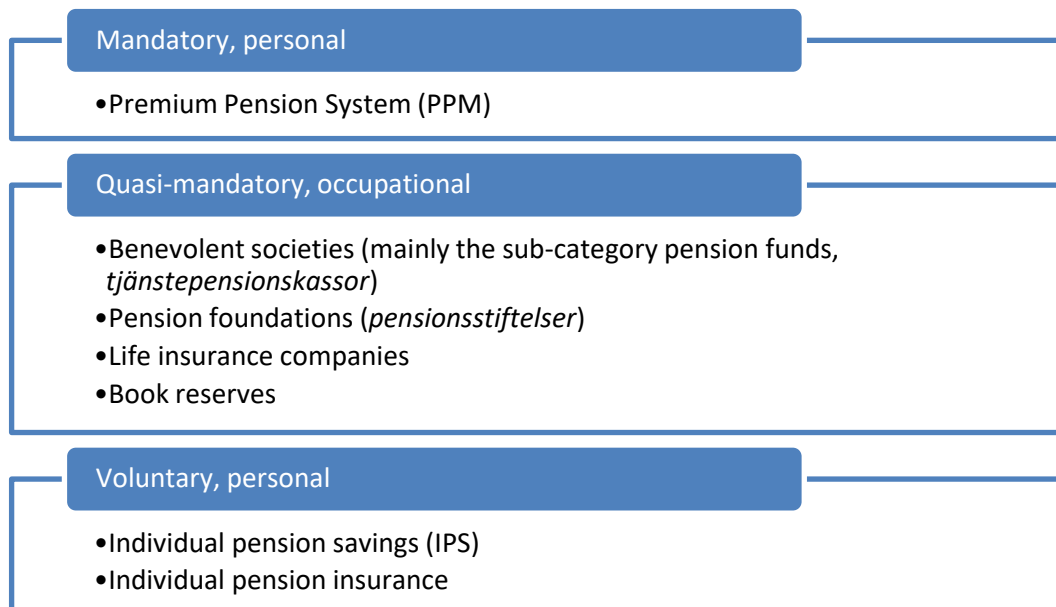 Mandatory, personal
•Premium Pension System (PPM)
Quasi-mandatory, occupational
•Benevolent societies (mainly the sub-category pension funds,
tjänstepensionskassor)
•Pension foundations (pensionsstiftelser)
•Life insurance companies
•Book reserves
Voluntary, personal
•Individual pension savings (IPS)
•Individual pension insurance